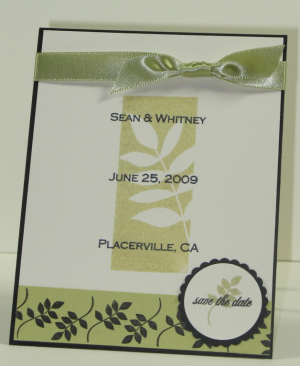 Sean & Whitney
June 25, 2009
Placerville, CA
save the date